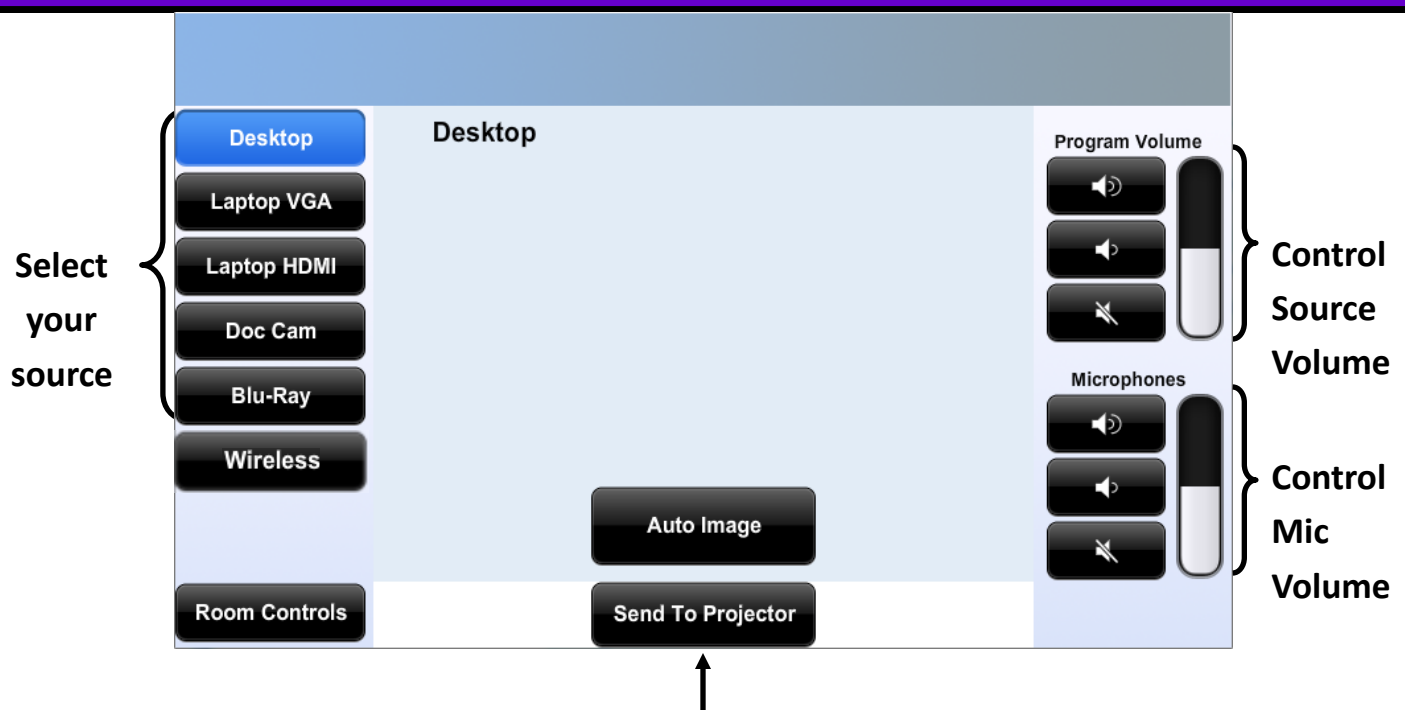 Select
your
source
Desktop
Laptop VGA
Laptop HDMI
Doc Cam
Blu-Ray
Wireless
Room Controls
Desktop
Auto Image
Send To Projector
Program Volume
Microphones
Control
Source
Volume
Control
Mic
Volume